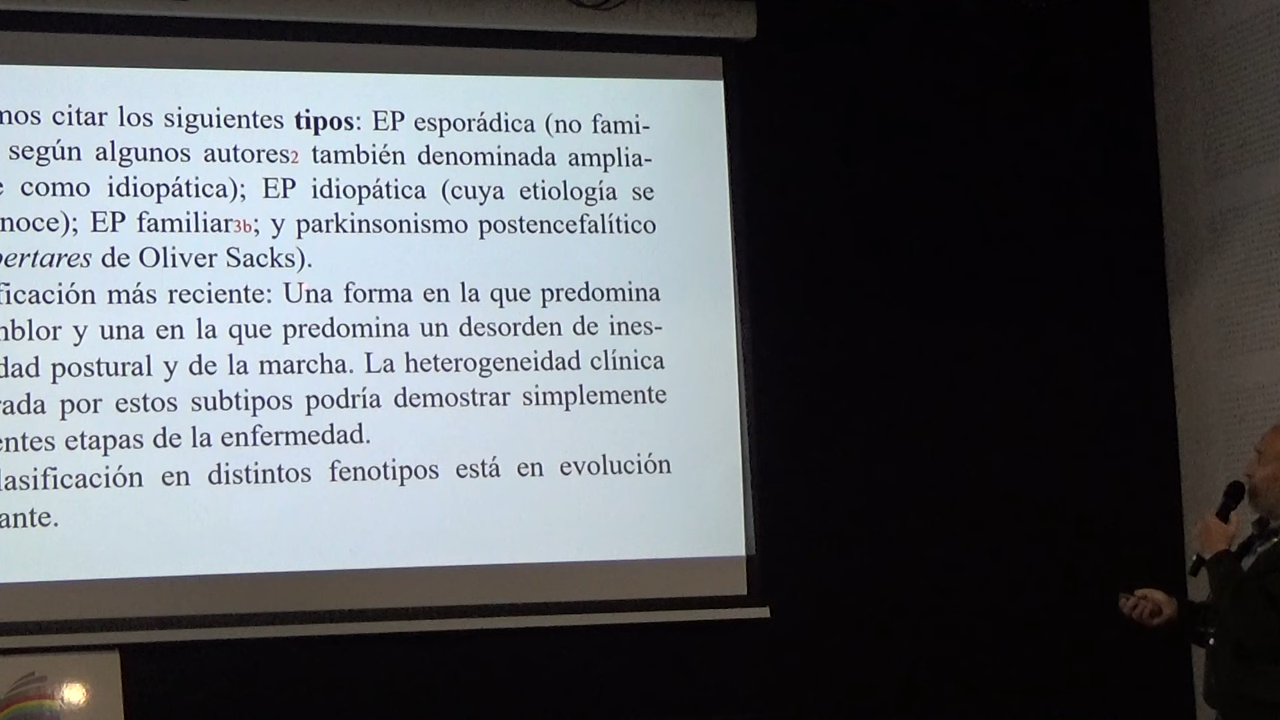 mos citar los siguientes tipos: EP esporádica (no fami-
según algunos autores2 también denominada amplia-
e como idiopática); EP idiopática (cuya etiología se
noce); EP familiar3b; y parkinsonismo postencefalítico
pertares de Oliver Sacks).
ficación más reciente: Una forma en la que predomina
mblor y una en la que predomina un desorden de ines-
dad postural y de la marcha. La heterogeneidad clínica
rada por estos subtipos podría demostrar simplemente
entes etapas de la enfermedad.
lasificación en distintos fenotipos está en evolución
ante.